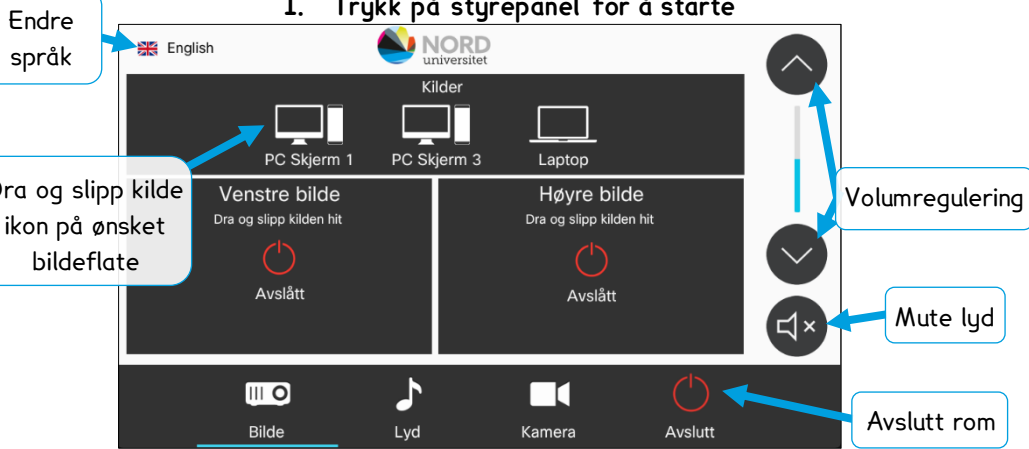 1. Trykk på styrepanel for å starte
Endre
språk
English
NORD
universitet
Kilder
PC Skjerm 1
PC Skjerm 3
Laptop
Dra og slipp kilde
ikon på ønsket
bildeflate
Venstre bilde
Dra og slipp kilden hit
Avslått
Høyre bilde
Dra og slipp kilden hit
Avslått
Volumregulering
Mute lyd
Avslutt rom
Bilde
Lyd
Kamera
Avslutt